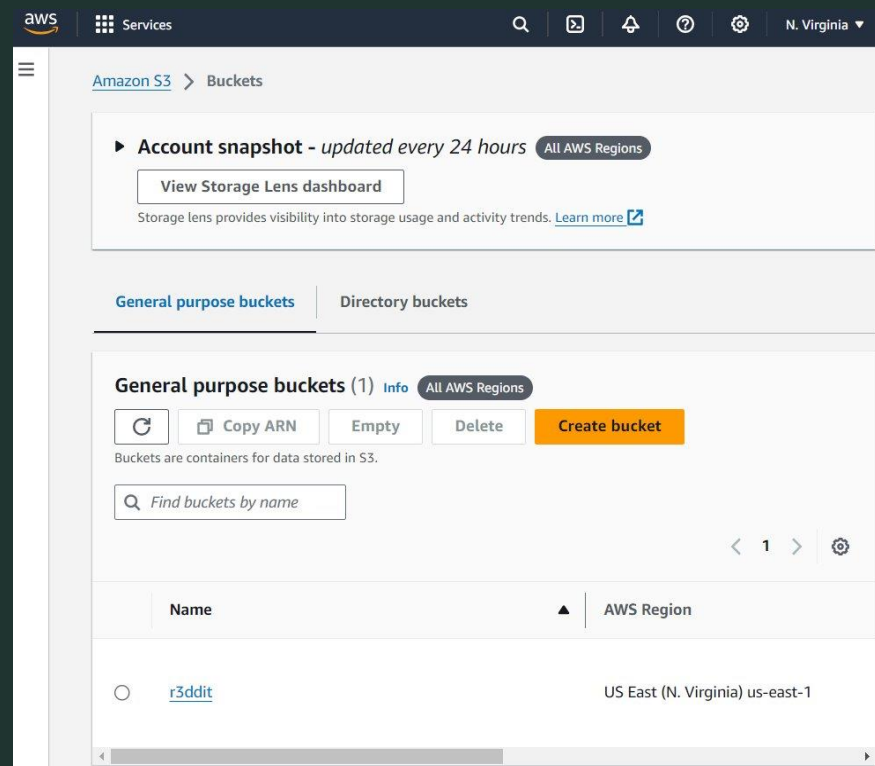 aws Services N. Virginia
Amazon S3 Buckets
Account snapshot - updated every 24 hours All AWS Regions
View Storage Lens dashboard
Storage lens provides visibility into storage usage and activity trends. Learn more
General purpose buckets Directory buckets
General purpose buckets (1) Info All AWS Regions
Copy ARN Empty Delete Create bucket
Buckets are containers for data stored in S3.
Find buckets by name
1
Name AWS Region
r3ddit US East (N. Virginia) us-east-1